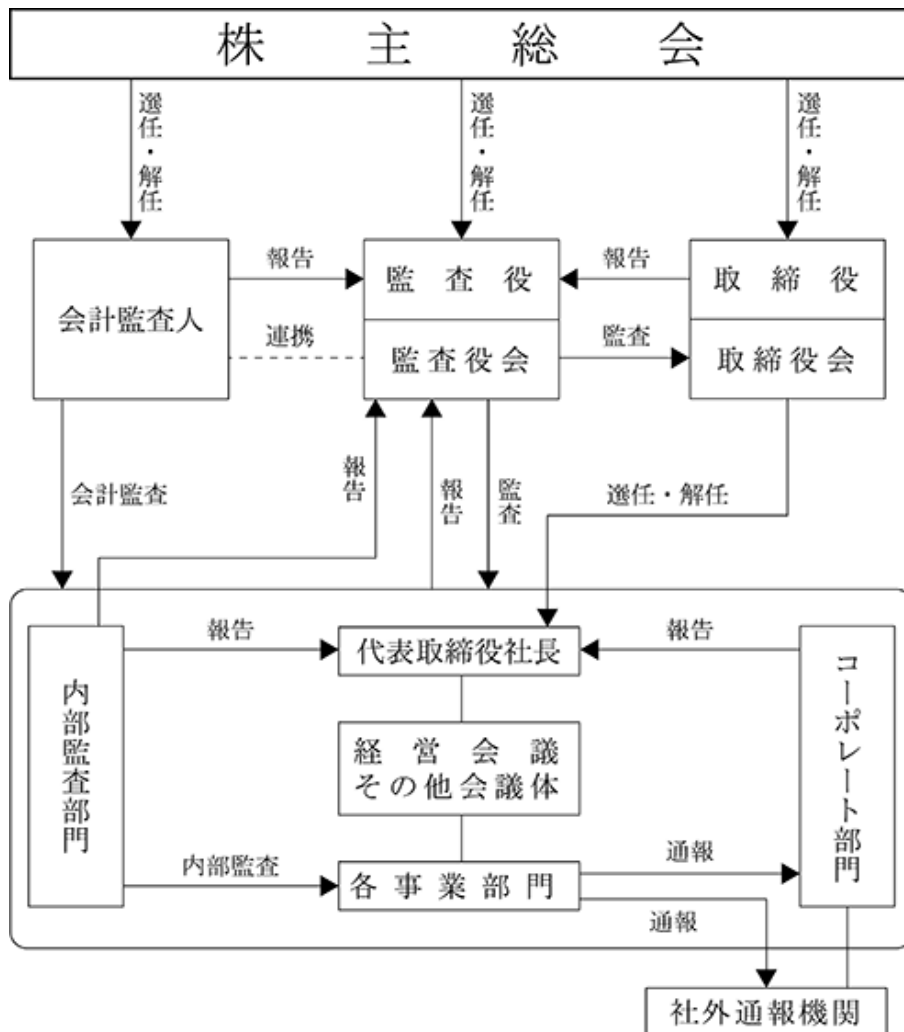 株主総会
選任・解任
選任・解任
選任・解任
会計監査人
報告
監査役
報告
取締役
連携
監査役会
監査
取締役会
会計監査
報告
報告
監査
選任・解任
内部監査部門
報告
代表取締役社長
報告
コーポレート部門
経営会議
その他会議体
内部監査
各事業部門
通報
通報
社外通報機関